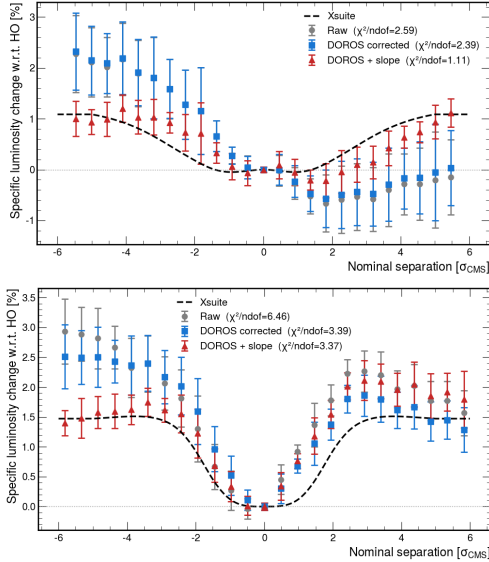 Specific luminosity change w.r.t. HO [%]
3
2
1
0
-1
Xsuite
Raw (χ²/ndof=2.59)
DOROS corrected (χ²/ndof=2.39)
DOROS + slope (χ²/ndof=1.11)
-6 -4 -2 0 2 4 6
Nominal separation [σCMS]
Specific luminosity change w.r.t. HO [%]
3.5
3.0
2.5
2.0
1.5
1.0
0.5
0.0
Xsuite
Raw (χ²/ndof=6.46)
DOROS corrected (χ²/ndof=3.39)
DOROS + slope (χ²/ndof=3.37)
-6 -4 -2 0 2 4 6
Nominal separation [σCMS]